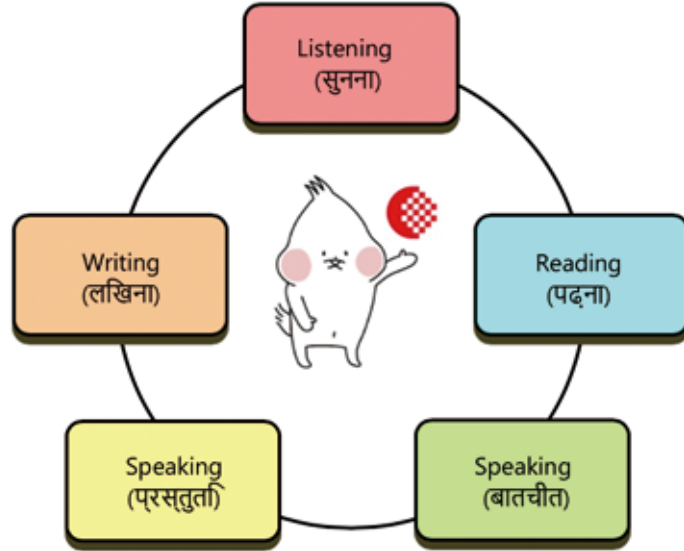 Listening
(सुनना)
Writing
(लखिना)
Reading
(पढ़ना)
Speaking
(प्रस्तुत​ि)
Speaking
(बातचीत)